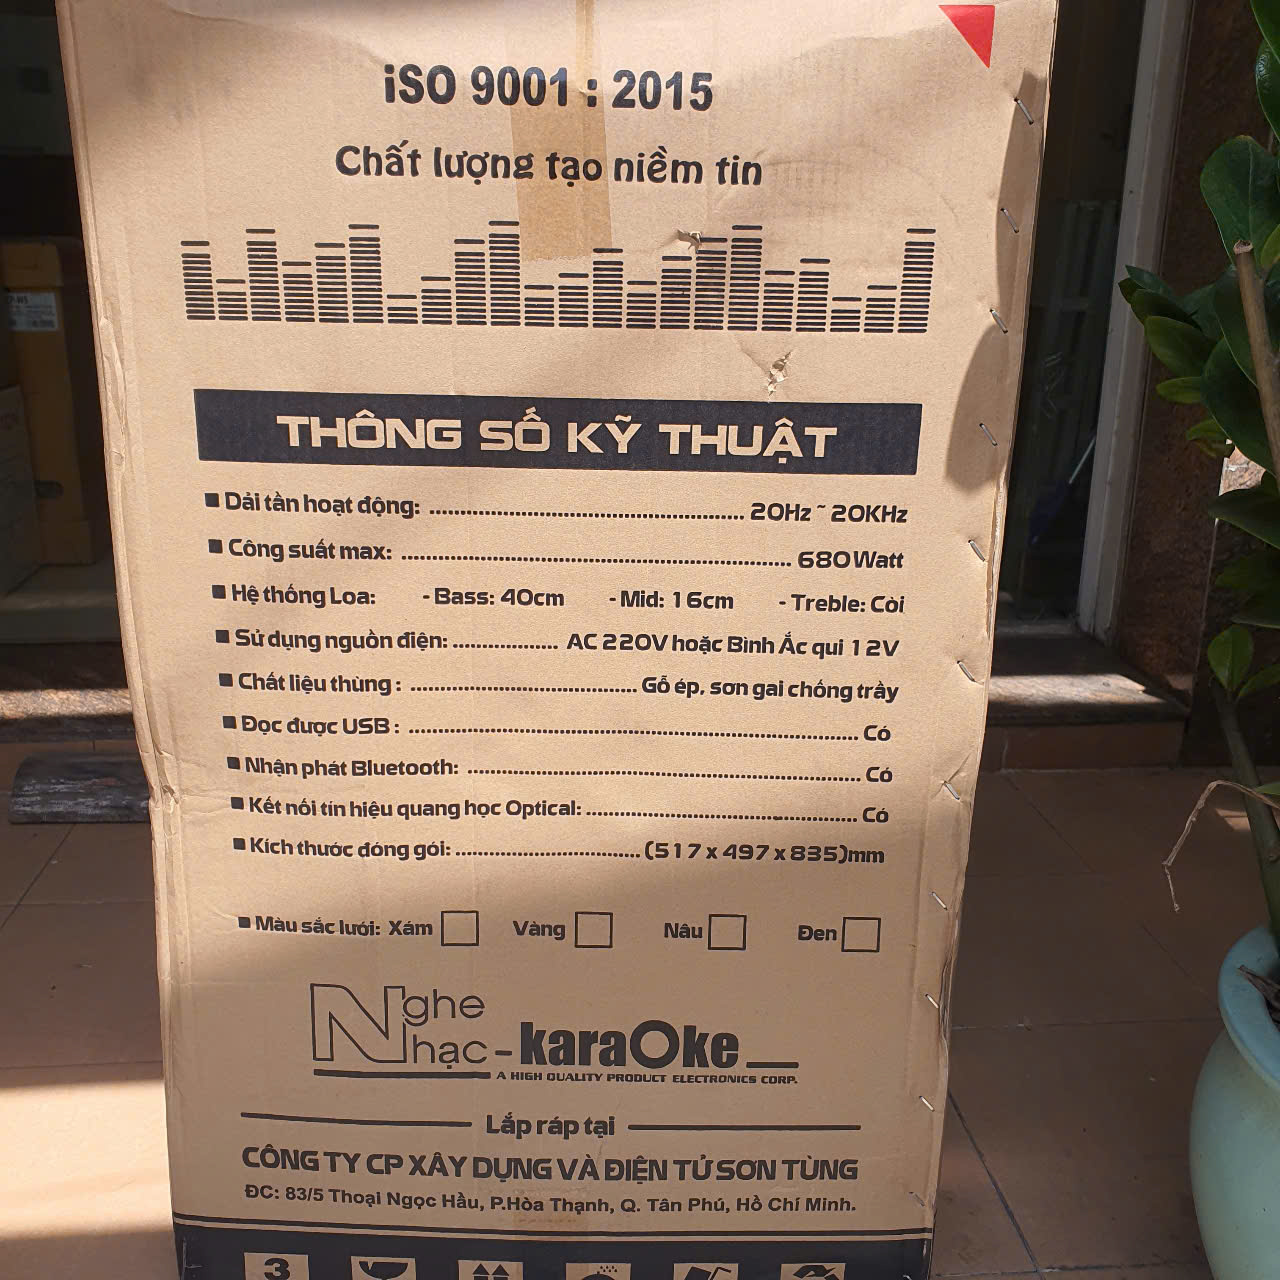 iSO 9001 : 2015
Chất lượng tạo niềm tin
THÔNG SỐ KỸ THUẬT
Dải tần hoạt động: .......... 20Hz ~ 20KHz
Công suất max: .......... 680Watt
Hệ thống Loa: - Bass: 40cm - Mid: 16cm - Treble: Còi
Sử dụng nguồn điện: .......... AC 220V hoặc Bình Ắc qui 12V
Chất liệu thùng : .......... Gỗ ép, sơn gai chống trầy
Đọc được USB : .......... Có
Nhận phát Bluetooth: .......... Có
Kết nối tín hiệu quang học Optical: .......... Có
Kích thước đóng gói: .......... (517 x 497 x 835)mm
Màu sắc lưới: Xám Vàng Nâu Đen
Nghe
Nhạc - karaOke
A HIGH QUALITY PRODUCT ELECTRONICS CORP.
Lắp ráp tại
CÔNG TY CP XÂY DỰNG VÀ ĐIỆN TỬ SƠN TÙNG
ĐC: 83/5 Thoại Ngọc Hầu, P.Hòa Thạnh, Q. Tân Phú, Hồ Chí Minh.
3